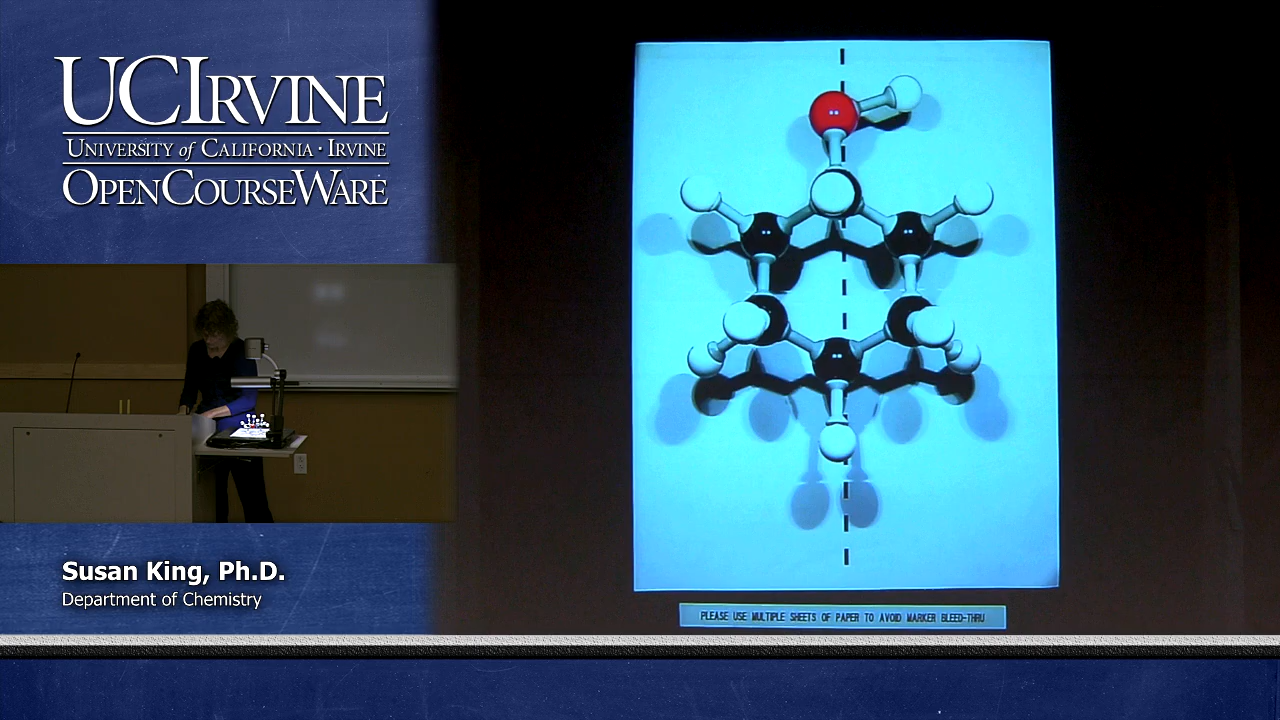 UCIRVINE
UNIVERSITY of CALIFORNIA · IRVINE
OPENCOURSEWARE
Susan King, Ph.D.
Department of Chemistry
PLEASE USE MULTIPLE SHEETS OF PAPER TO AVOID MARKER BLEED-THRU